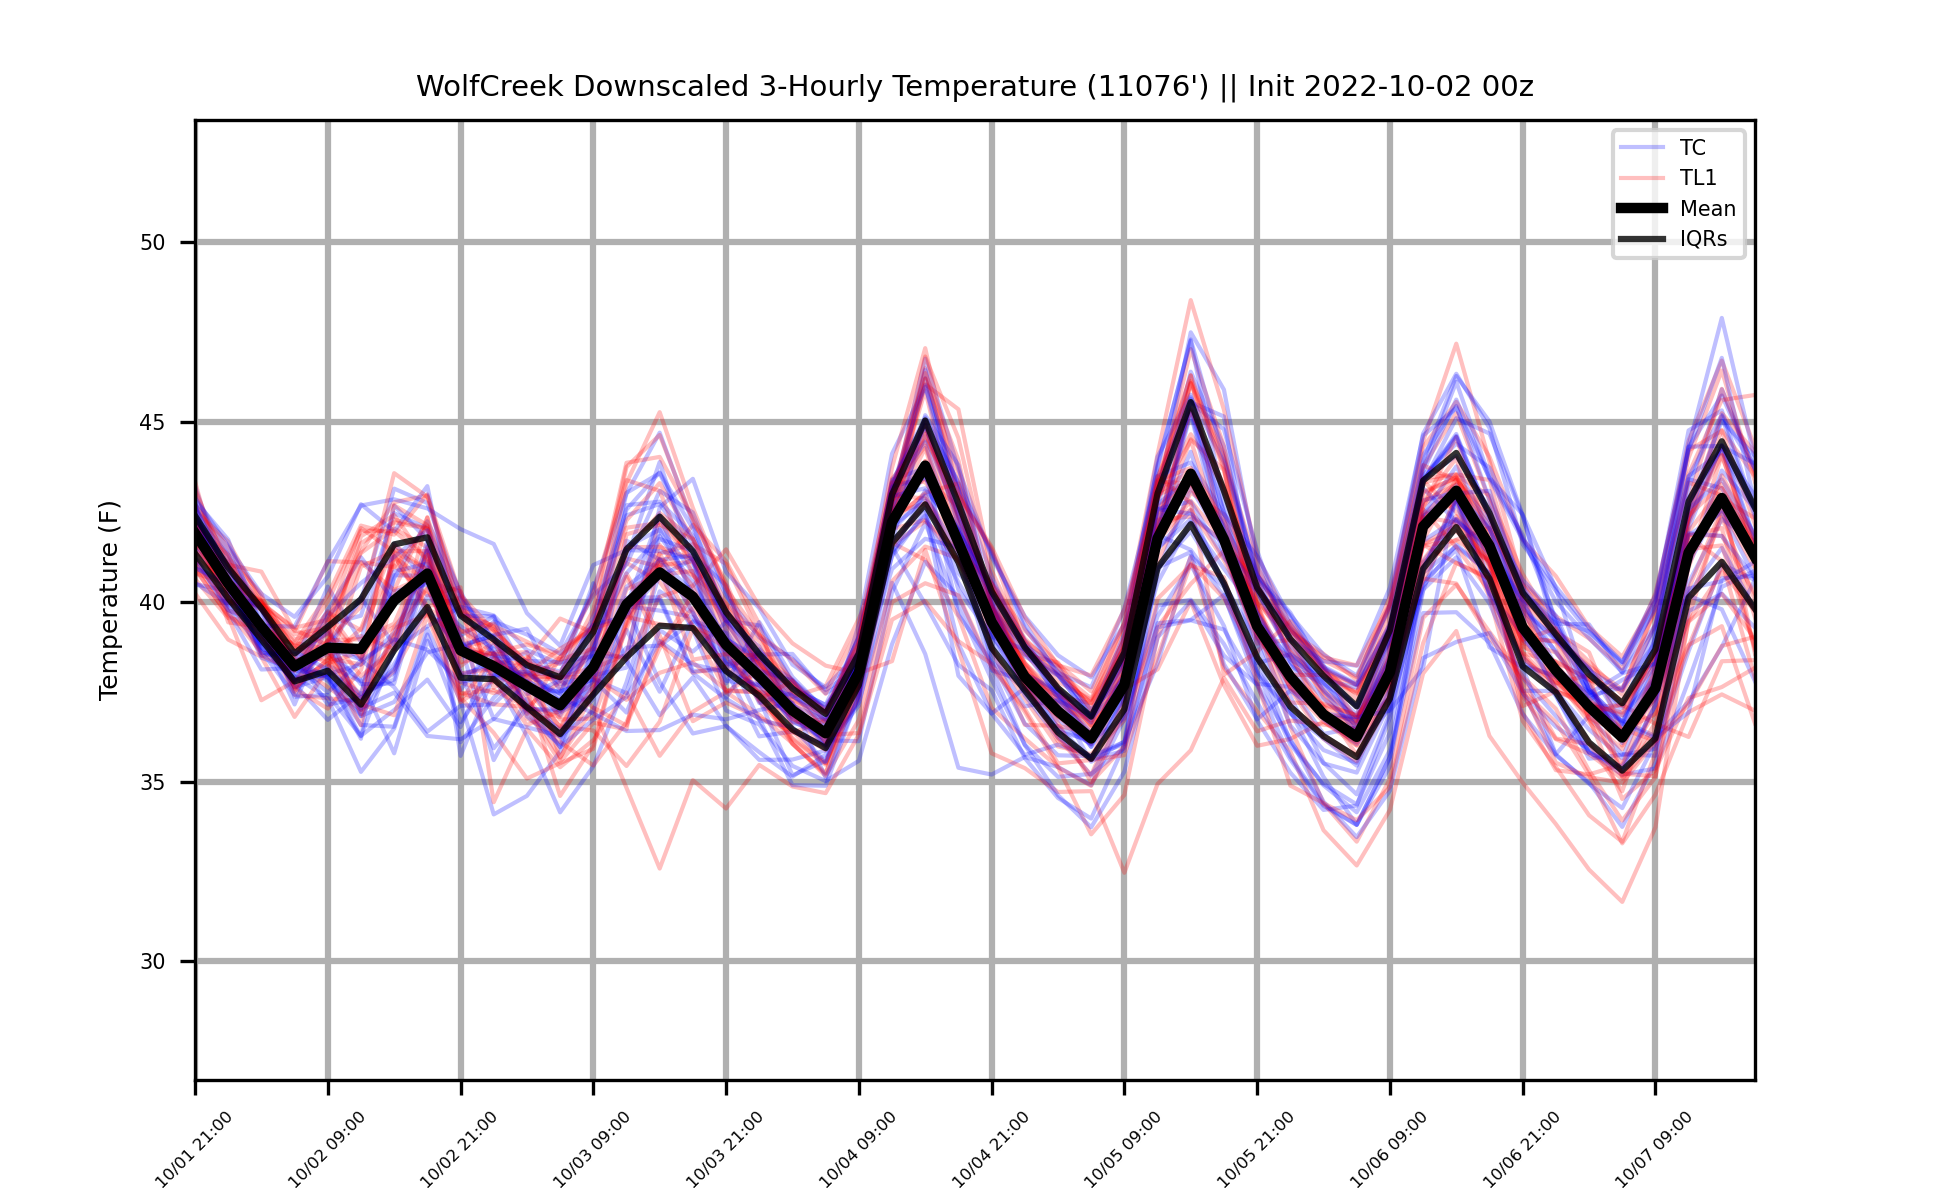 WolfCreek Downscaled 3-Hourly Temperature (11076') || Init 2022-10-02 00z
TC
TL1
Mean
IQRs
Temperature (F)
50
45
40
35
30
10/01 21:00
10/02 09:00
10/02 21:00
10/03 09:00
10/03 21:00
10/04 09:00
10/04 21:00
10/05 09:00
10/05 21:00
10/06 09:00
10/06 21:00
10/07 09:00